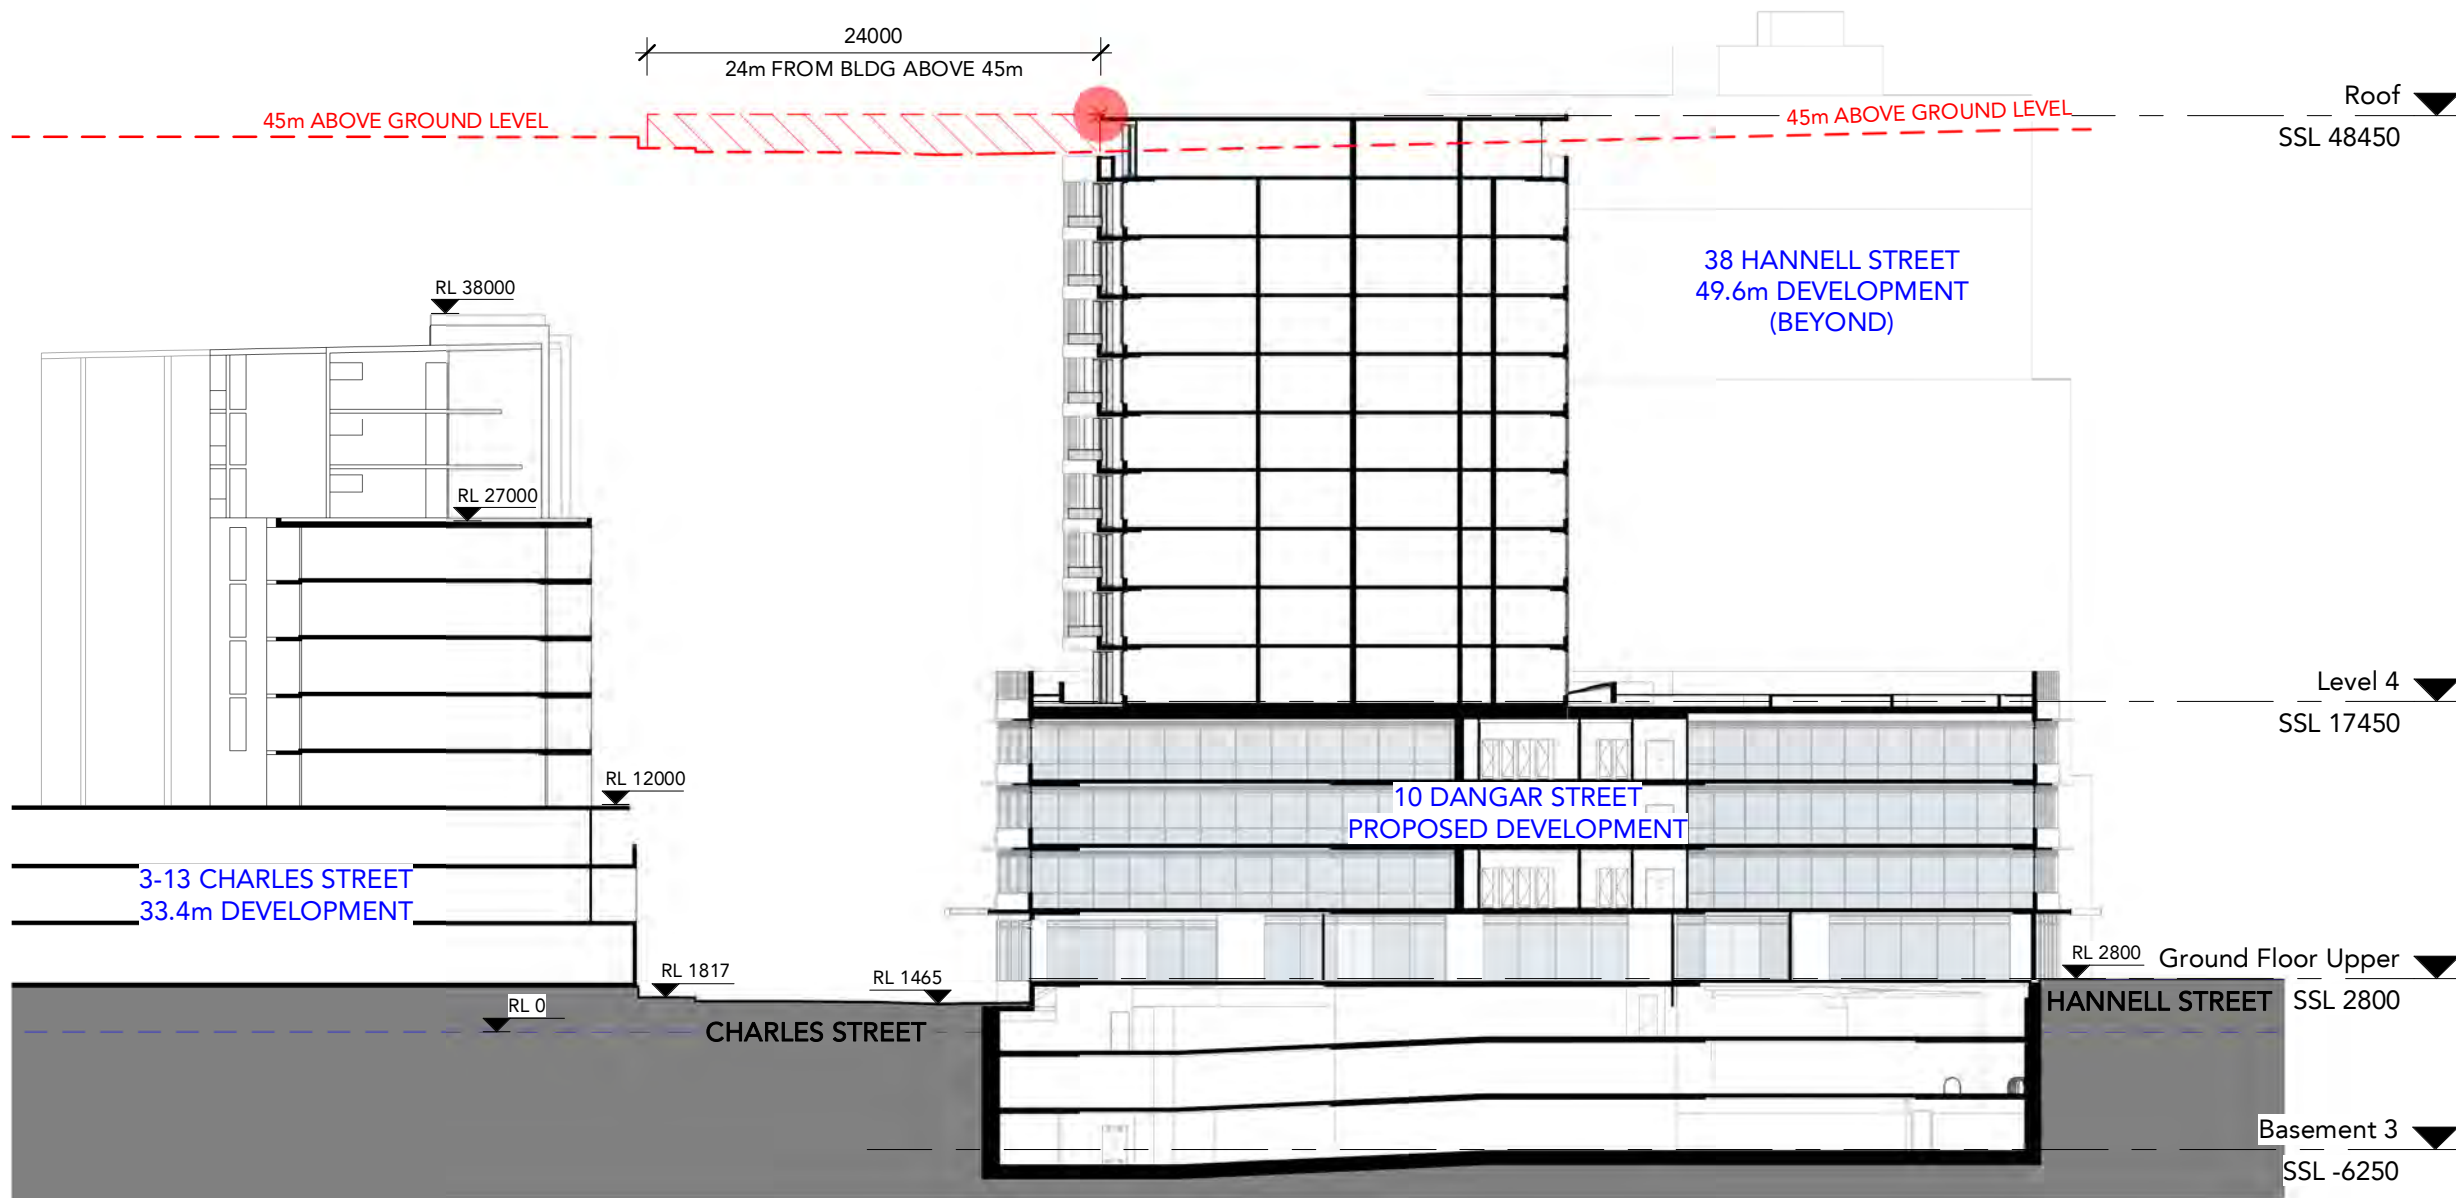 24000
24m FROM BLDG ABOVE 45m
45m ABOVE GROUND LEVEL
45m ABOVE GROUND LEVEL
Roof
SSL 48450
38 HANNELL STREET
49.6m DEVELOPMENT
(BEYOND)
RL 38000
RL 27000
Level 4
SSL 17450
RL 12000
10 DANGAR STREET
PROPOSED DEVELOPMENT
3-13 CHARLES STREET
33.4m DEVELOPMENT
RL 1817
RL 1465
RL 2800
Ground Floor Upper
SSL 2800
RL 0
CHARLES STREET
HANNELL STREET
Basement 3
SSL -6250